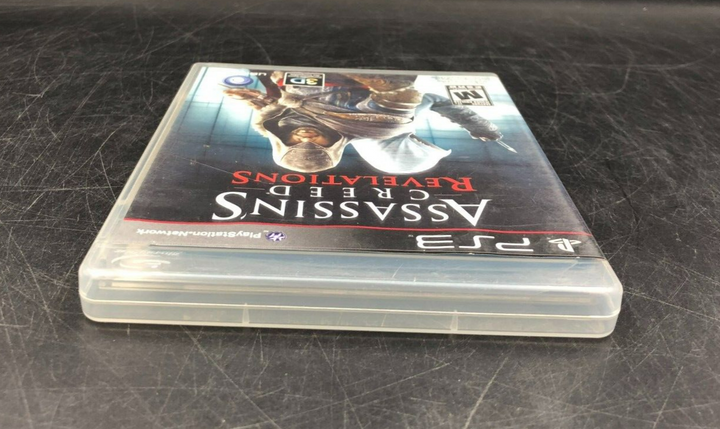 PS3
PlayStation.Network
ASSASSIN'S
CREED
REVELATIONS
M
3D